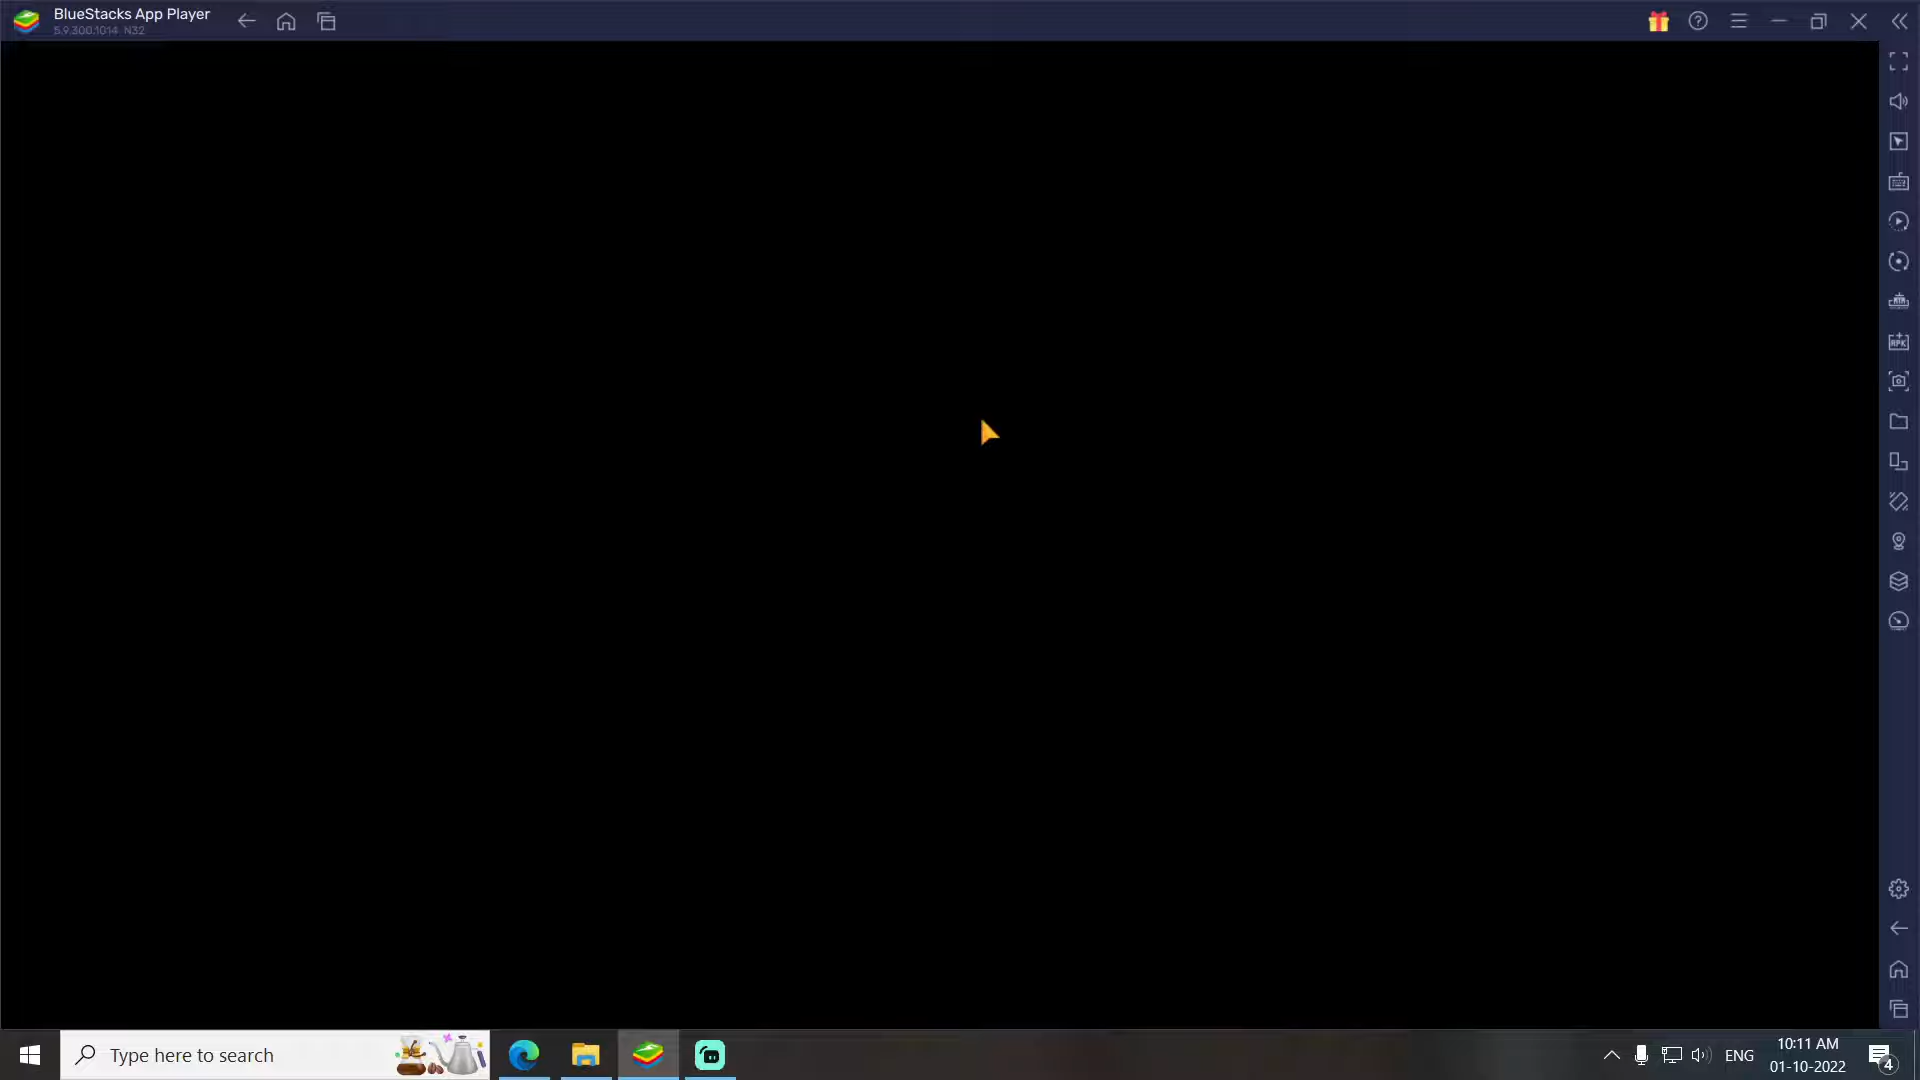 BlueStacks App Player
5.9.300.1014 N32
Type here to search
ENG
10:11 AM
01-10-2022
4